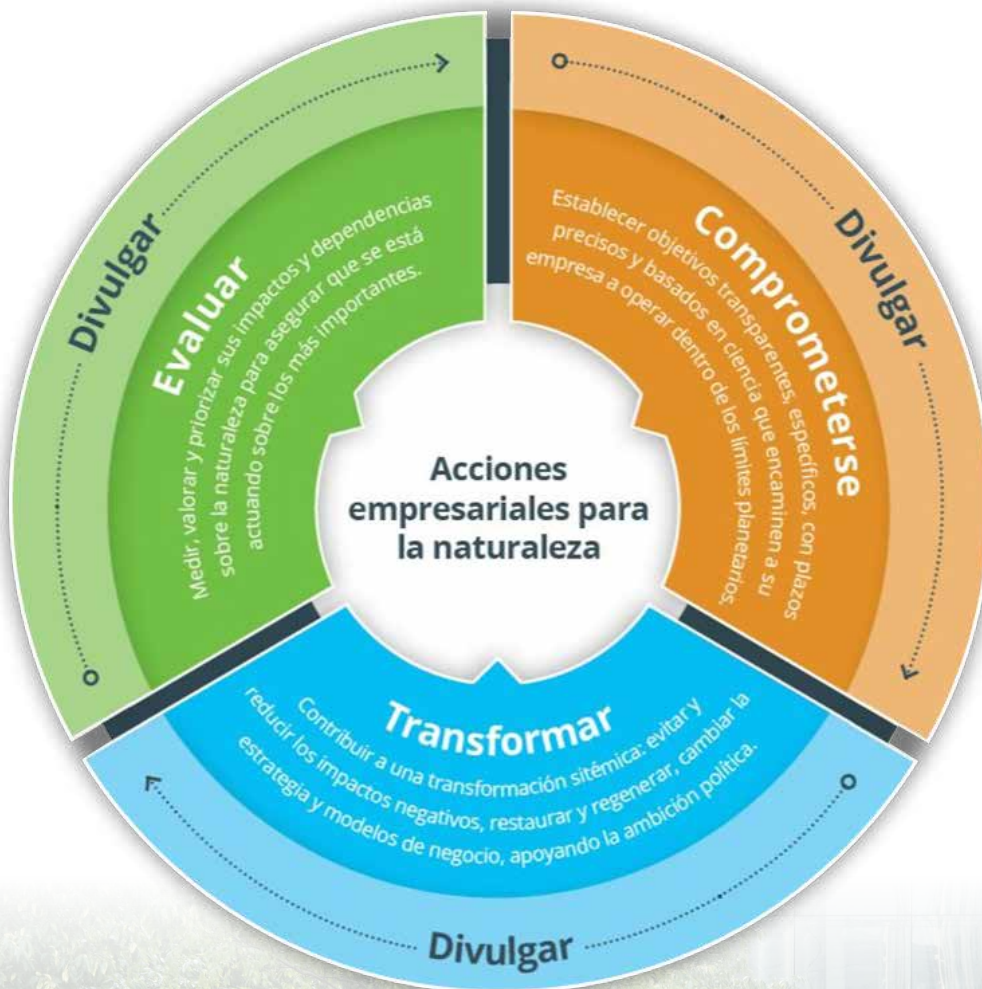 Divulgar
Evaluar
Medir, valorar y priorizar sus impactos y dependencias
sobre la naturaleza para asegurar que se está
actuando sobre los más importantes.
Divulgar
Comprometerse
Establecer objetivos transparentes, específicos, con plazos
precisos y basados en ciencia que encaminen a su
empresa a operar dentro de los límites planetarios.
Acciones
empresariales para
la naturaleza
Transformar
Contribuir a una transformación sitémica: evitar y
reducir los impactos negativos, restaurar y regenerar, cambiar la
estrategia y modelos de negocio, apoyando la ambición política.
Divulgar